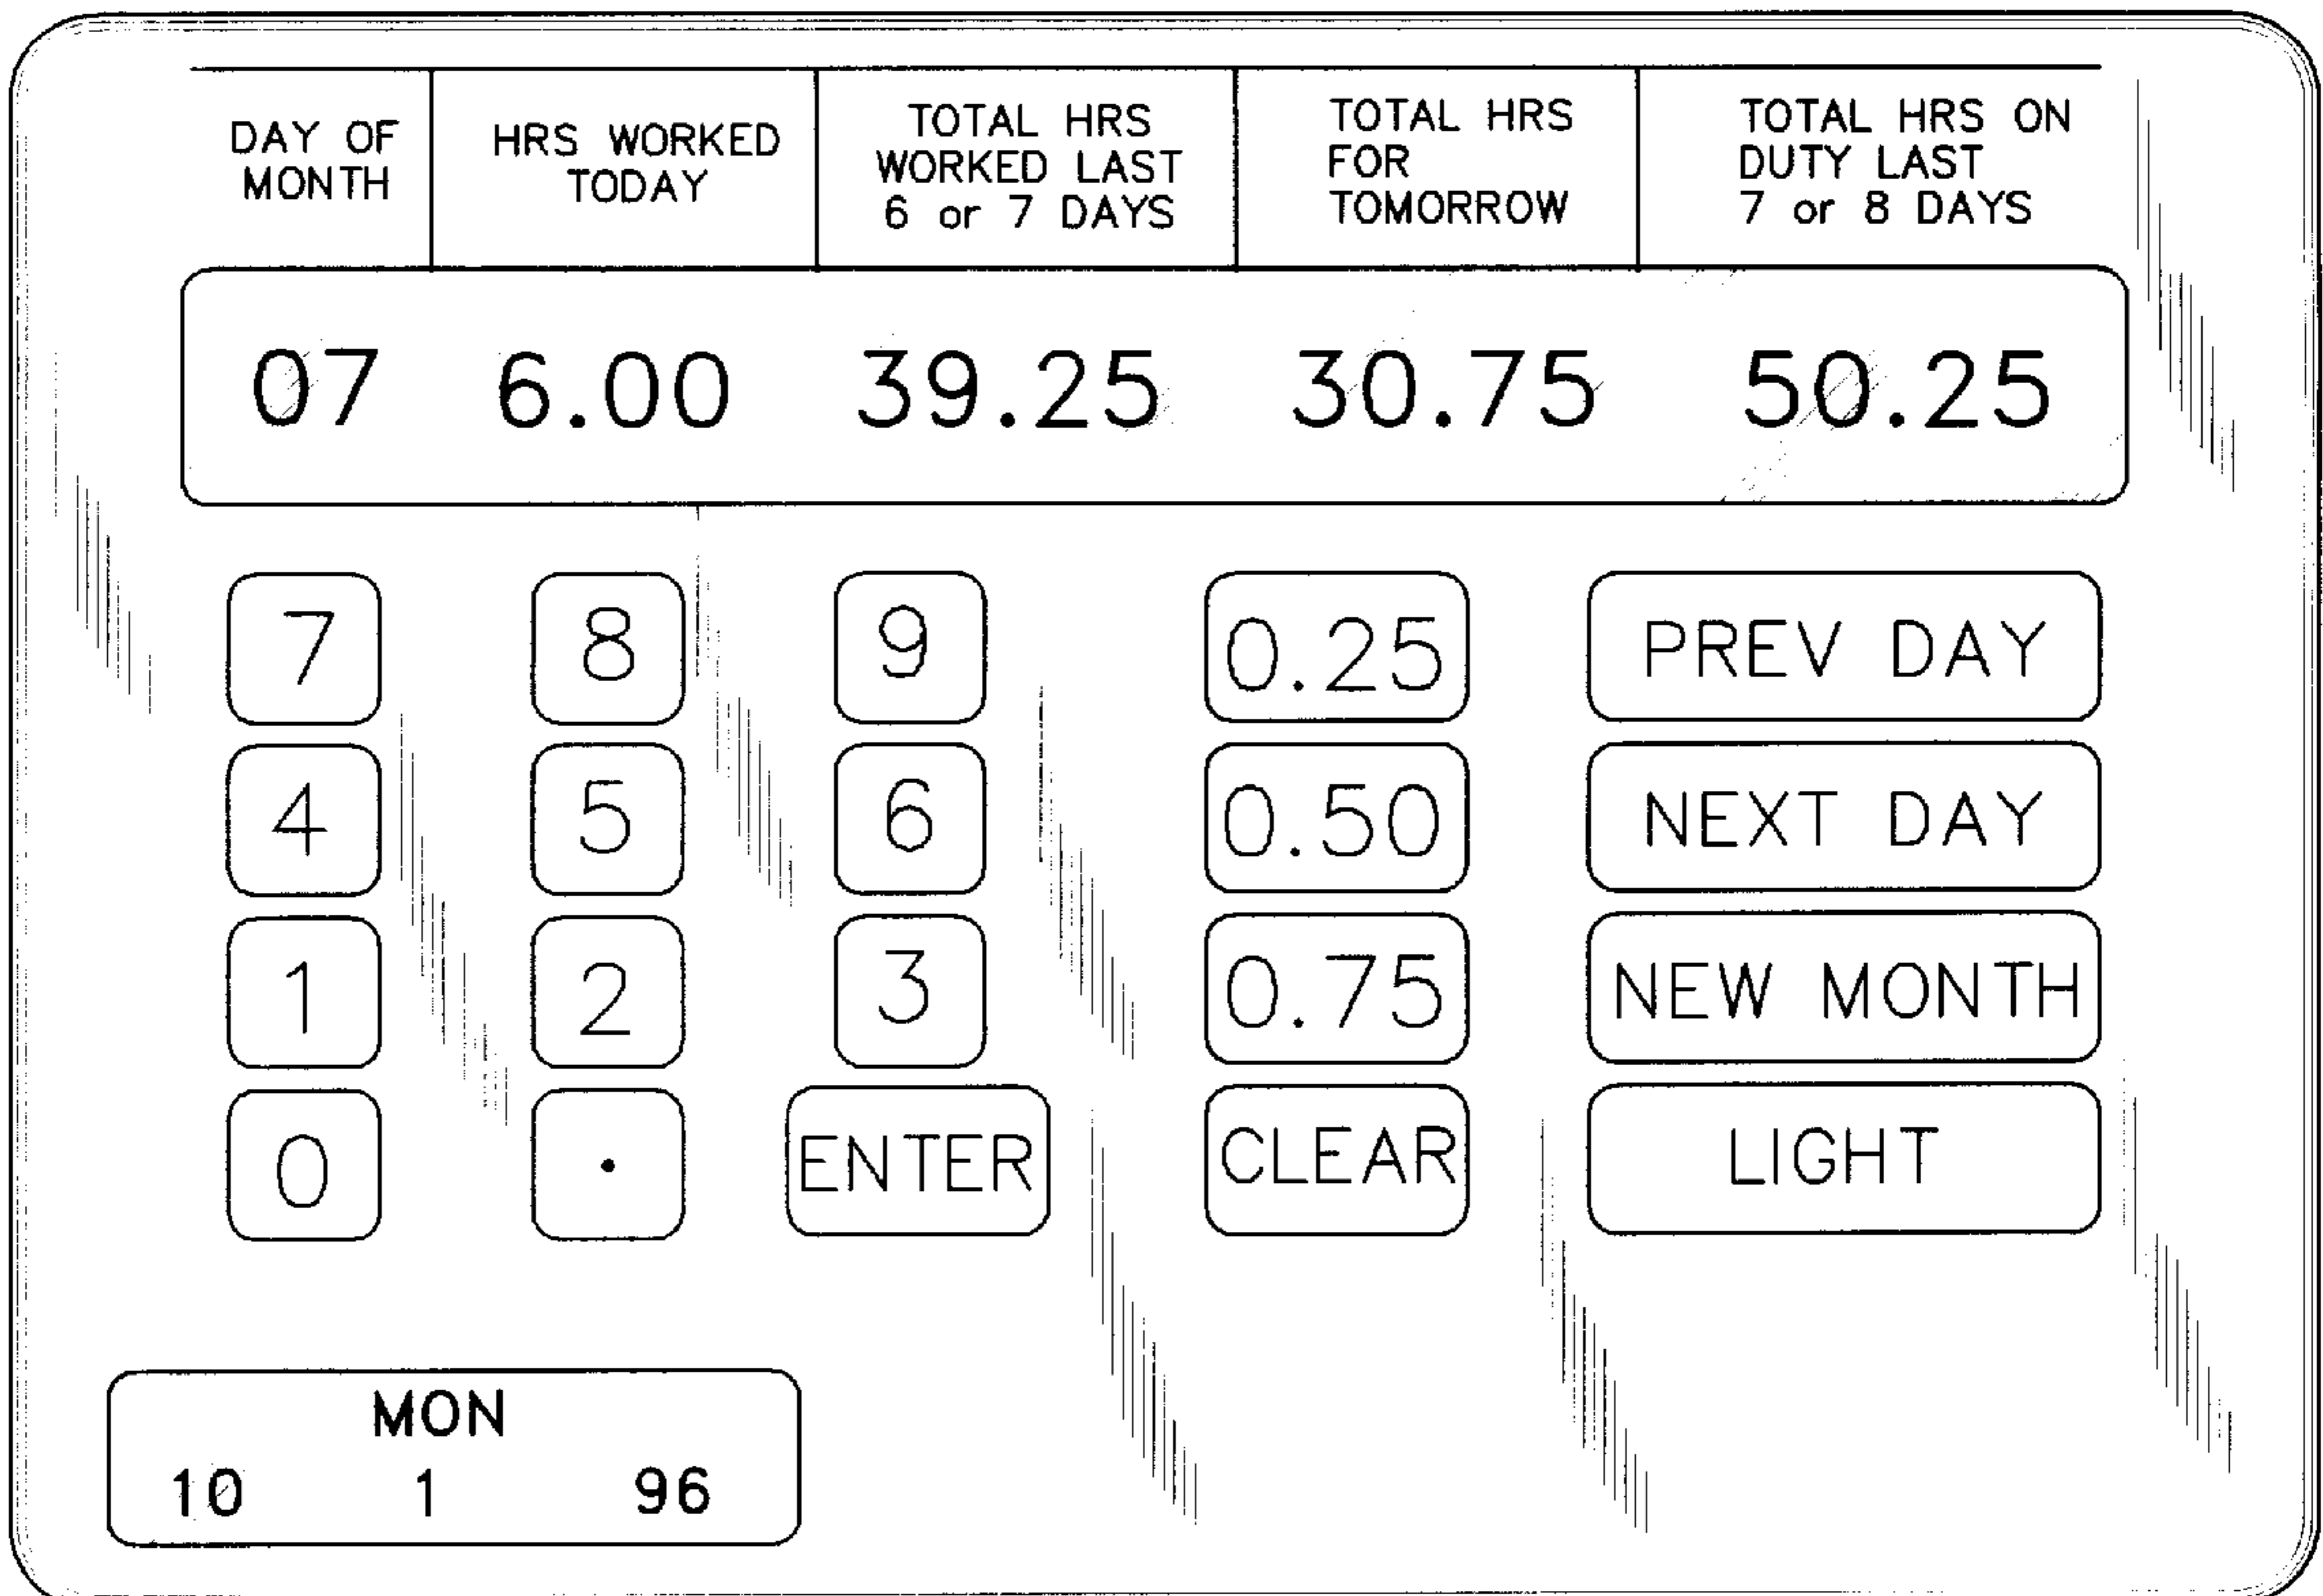 DAY OF
MONTH
HRS WORKED
TODAY
TOTAL HRS
WORKED LAST
6 or 7 DAYS
TOTAL HRS
FOR
TOMORROW
TOTAL HRS ON
DUTY LAST
7 or 8 DAYS
07 6.00 39.25 30.75 50.25
7 8 9 0.25 PREV DAY
4 5 6 0.50 NEXT DAY
1 2 3 0.75 NEW MONTH
0 . ENTER CLEAR LIGHT
MON
10 1 96